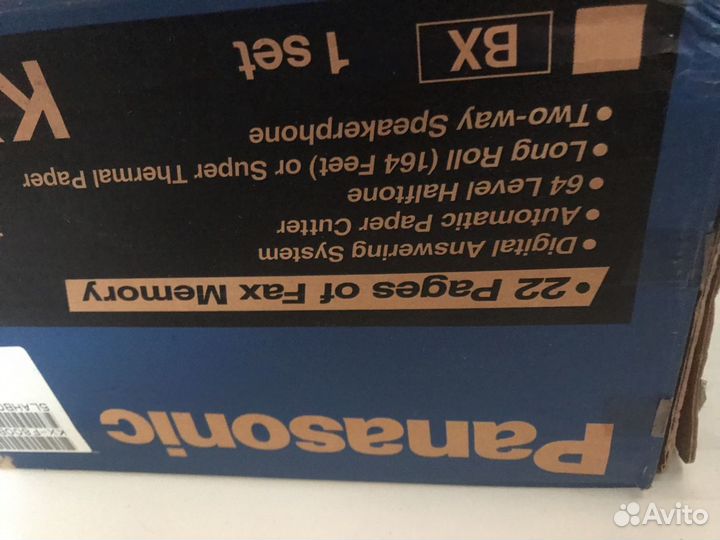 Panasonic
• 22 Pages of Fax Memory
• Digital Answering System
• Automatic Paper Cutter
• 64 Level Halftone
• Long Roll (164 Feet) or Super Thermal Paper
• Two-way Speakerphone
BX
1 set
Avito